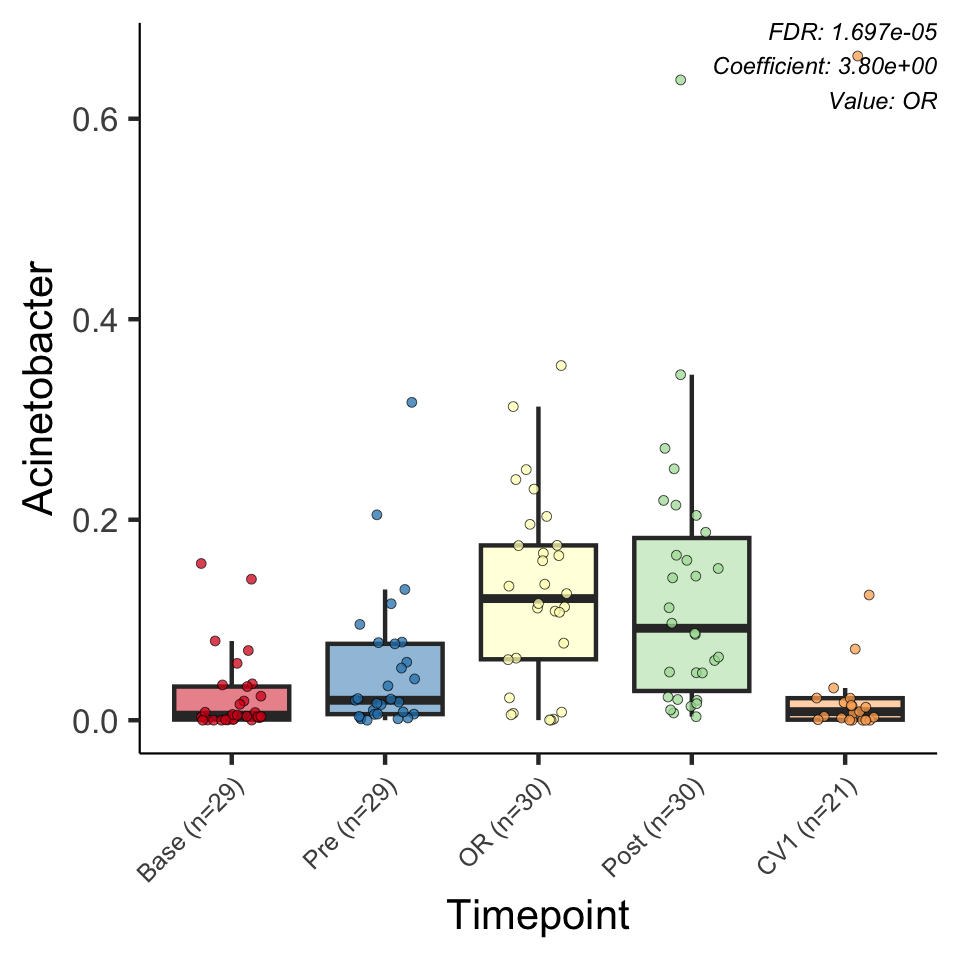 FDR: 1.697e-05
Coefficient: 3.80e+00
Value: OR
0.6
0.4
0.2
0.0
Acinetobacter
Base (n=29)
Pre (n=29)
OR (n=30)
Post (n=30)
CV1 (n=21)
Timepoint